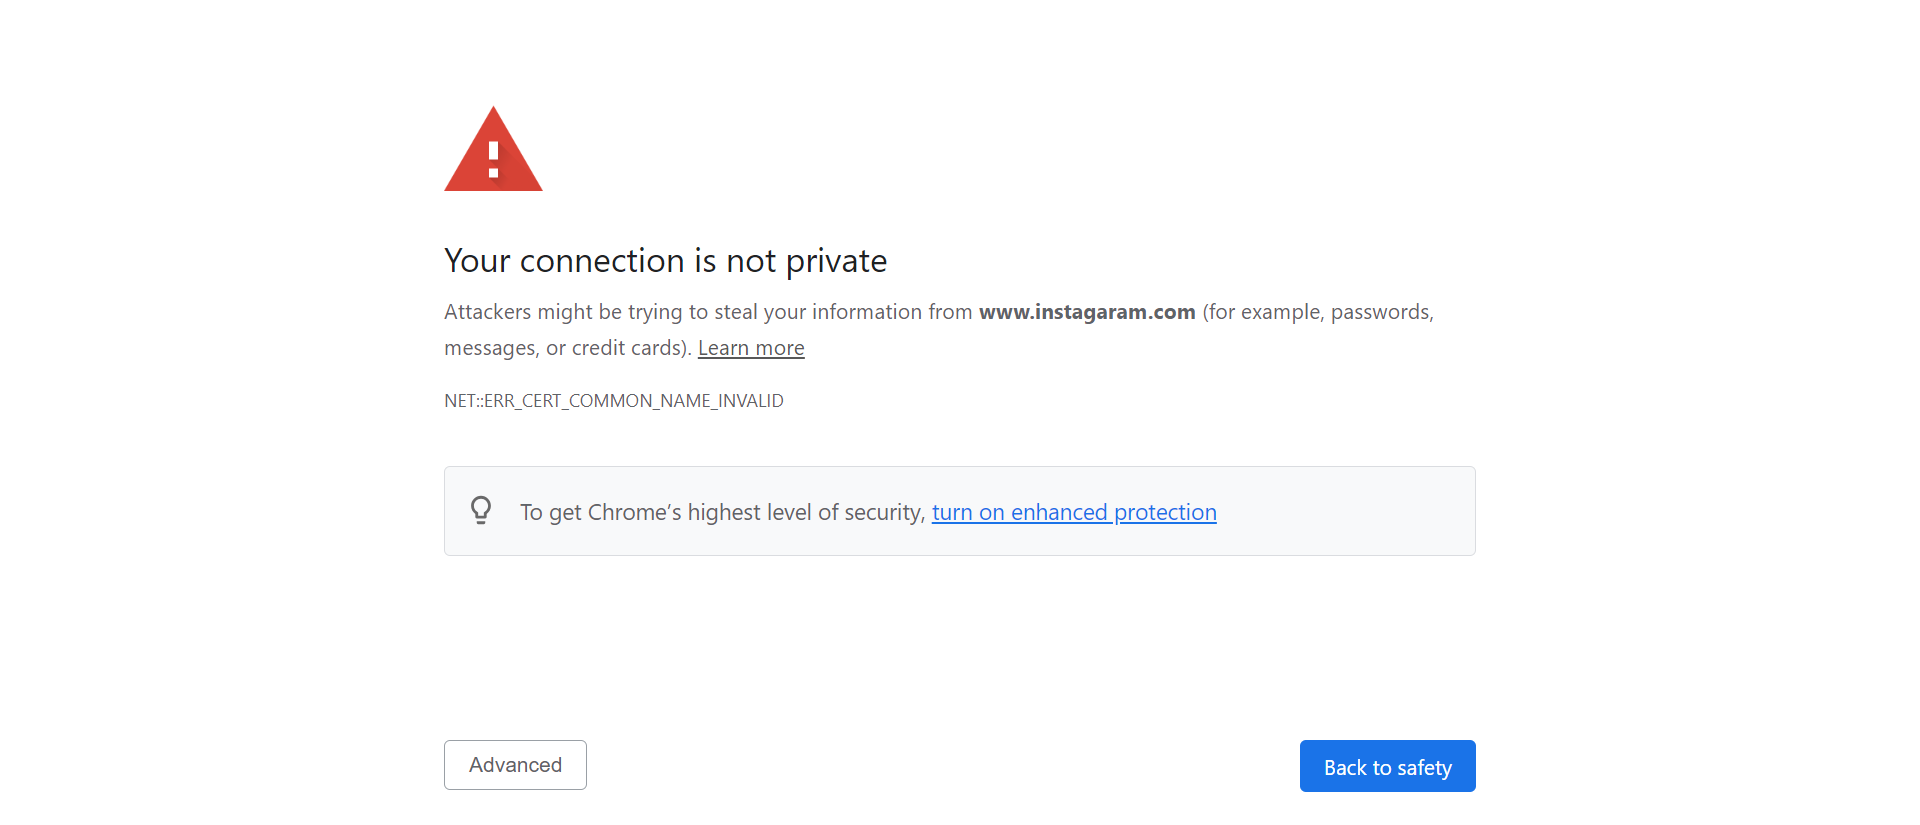 Your connection is not private
Attackers might be trying to steal your information from www.instagaram.com (for example, passwords,
messages, or credit cards). Learn more
NET::ERR_CERT_COMMON_NAME_INVALID
To get Chrome’s highest level of security, turn on enhanced protection
Advanced
Back to safety